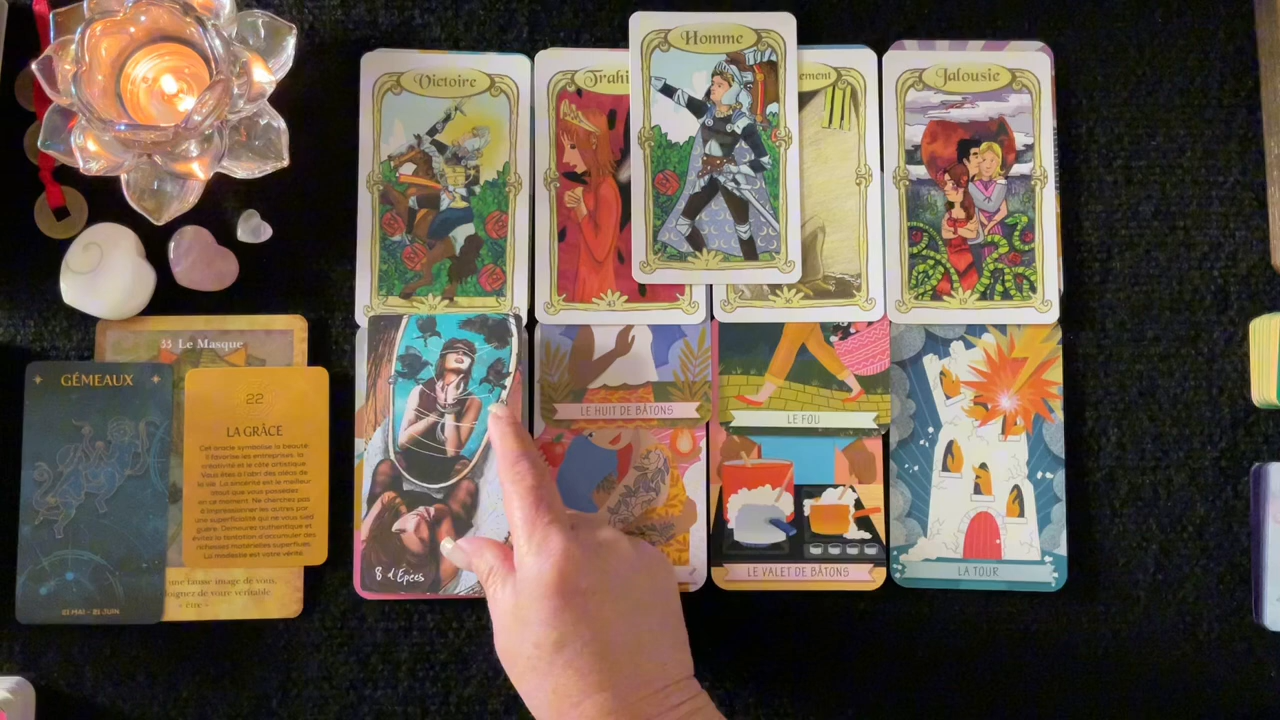 Victoire
39
Trahi
43
Homme
ement
36
Jalousie
19
33 Le Masque
GÉMEAUX
22
LA GRÂCE
Cet oracle symbolise la beauté.
Il favorise les entreprises, la
créativité et le côté artistique.
Vous êtes à l'abri des aléas de
la vie. La sincérité est le meilleur
atout que vous possédez
en ce moment. Ne cherchez pas
à impressionner les autres par
une superficialité qui ne vous sied
guère. Demeurez authentique et
évitez la tentation d'accumuler des
richesses matérielles superflues.
La modestie est votre vérité.
une fausse image de vous,
loigner de votre véritable
« être »
21 MAI - 21 JUIN
8 d'Épées
LE HUIT DE BÂTONS
LE FOU
LE VALET DE BÂTONS
LA TOUR